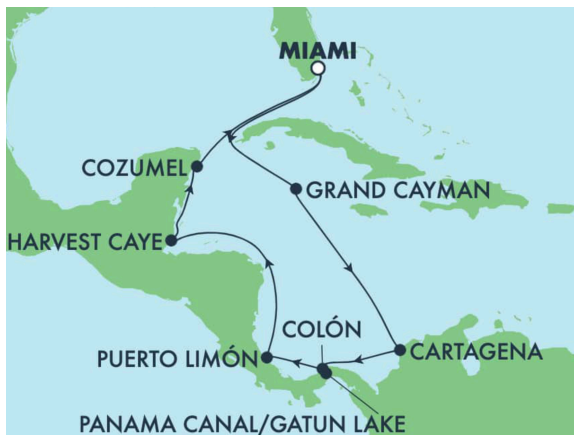 MIAMI
COZUMEL
GRAND CAYMAN
HARVEST CAYE
COLÓN
PUERTO LIMÓN
CARTAGENA
PANAMA CANAL/GATUN LAKE